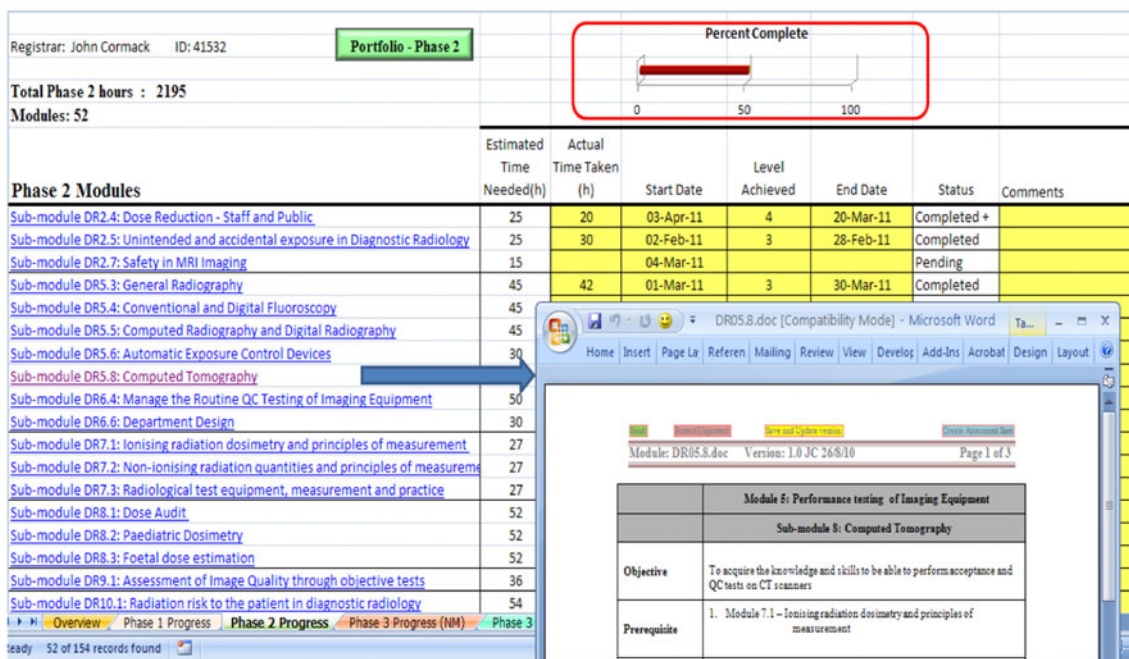 Registrar: John Cormack ID: 41532
Portfolio - Phase 2
Percent Complete
0 50 100
Total Phase 2 hours : 2195
Modules: 52
Phase 2 Modules
Estimated Time Needed(h)
Actual Time Taken (h)
Start Date
Level Achieved
End Date
Status
Comments
Sub-module DR2.4: Dose Reduction - Staff and Public 25 20 03-Apr-11 4 20-Mar-11 Completed +
Sub-module DR2.5: Unintended and accidental exposure in Diagnostic Radiology 25 30 02-Feb-11 3 28-Feb-11 Completed
Sub-module DR2.7: Safety in MRI Imaging 15 04-Mar-11 Pending
Sub-module DR5.3: General Radiography 45 42 01-Mar-11 3 30-Mar-11 Completed
Sub-module DR5.4: Conventional and Digital Fluoroscopy 45
Sub-module DR5.5: Computed Radiography and Digital Radiography 45
Sub-module DR5.6: Automatic Exposure Control Devices 30
Sub-module DR5.8: Computed Tomography
Sub-module DR6.4: Manage the Routine QC Testing of Imaging Equipment 50
Sub-module DR6.6: Department Design 30
Sub-module DR7.1: Ionising radiation dosimetry and principles of measurement 27
Sub-module DR7.2: Non-ionising radiation quantities and principles of measureme 27
Sub-module DR7.3: Radiological test equipment, measurement and practice 27
Sub-module DR8.1: Dose Audit 52
Sub-module DR8.2: Paediatric Dosimetry 52
Sub-module DR8.3: Foetal dose estimation 52
Sub-module DR9.1: Assessment of Image Quality through objective tests 36
Sub-module DR10.1: Radiation risk to the patient in diagnostic radiology 54
Overview Phase 1 Progress Phase 2 Progress Phase 3 Progress (NM) Phase 3
eady 52 of 154 records found
DR05.8.doc [Compatibility Mode] - Microsoft Word Ta...
Home Insert Page La Referen Mailing Review View Develop Add-Ins Acrobat Design Layout
Send Save and Update version Create Assessment Sheet
Module: DR05.8.doc Version: 1.0 JC 26/8/10 Page 1 of 3
Module 5: Performance testing of Imaging Equipment
Sub-module 8: Computed Tomography
Objective
To acquire the knowledge and skills to be able to perform acceptance and
QC tests on CT scanners
Prerequisite
1. Module 7.1 – Ionising radiation dosimetry and principles of
measurement